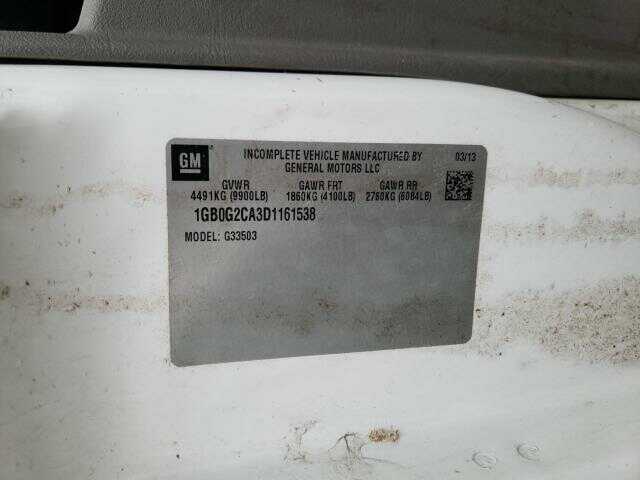 GM
INCOMPLETE VEHICLE MANUFACTURED BY
GENERAL MOTORS LLC
03/13
GVWR GAWR FRT GAWR RR
4491KG (9900LB) 1860KG (4100LB) 2760KG (6084LB)
1GB0G2CA3D1161538
MODEL: G33503